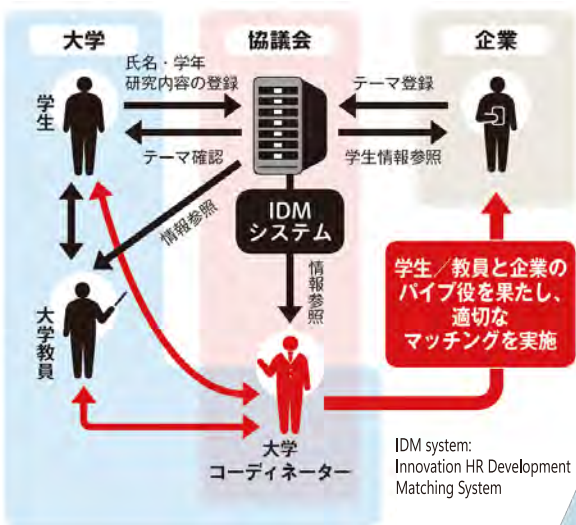 大学
協議会
企業
氏名・学年
研究内容の登録
テーマ登録
学生
テーマ確認
学生情報参照
情報参照
IDM
システム
情報参照
学生／教員と企業の
パイプ役を果たし、
適切な
マッチングを実施
大学教員
大学
コーディネーター
IDM system:
Innovation HR Development
Matching System